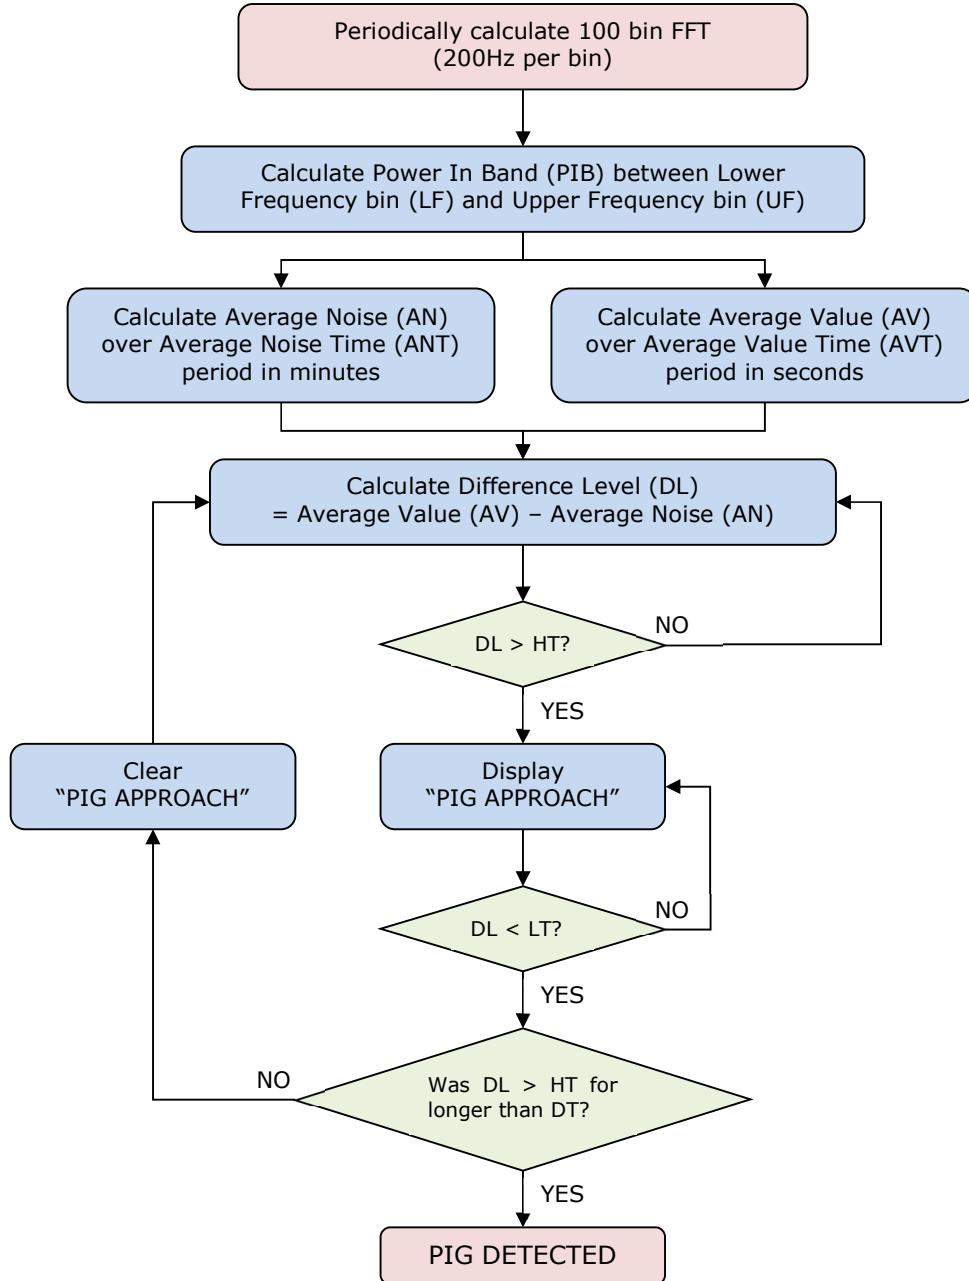 Periodically calculate 100 bin FFT
(200Hz per bin)
Calculate Power In Band (PIB) between Lower
Frequency bin (LF) and Upper Frequency bin (UF)
Calculate Average Noise (AN)
over Average Noise Time (ANT)
period in minutes
Calculate Average Value (AV)
over Average Value Time (AVT)
period in seconds
Calculate Difference Level (DL)
= Average Value (AV) – Average Noise (AN)
DL > HT?
NO
YES
Clear
“PIG APPROACH”
Display
“PIG APPROACH”
DL < LT?
NO
YES
Was DL > HT for
longer than DT?
NO
YES
PIG DETECTED